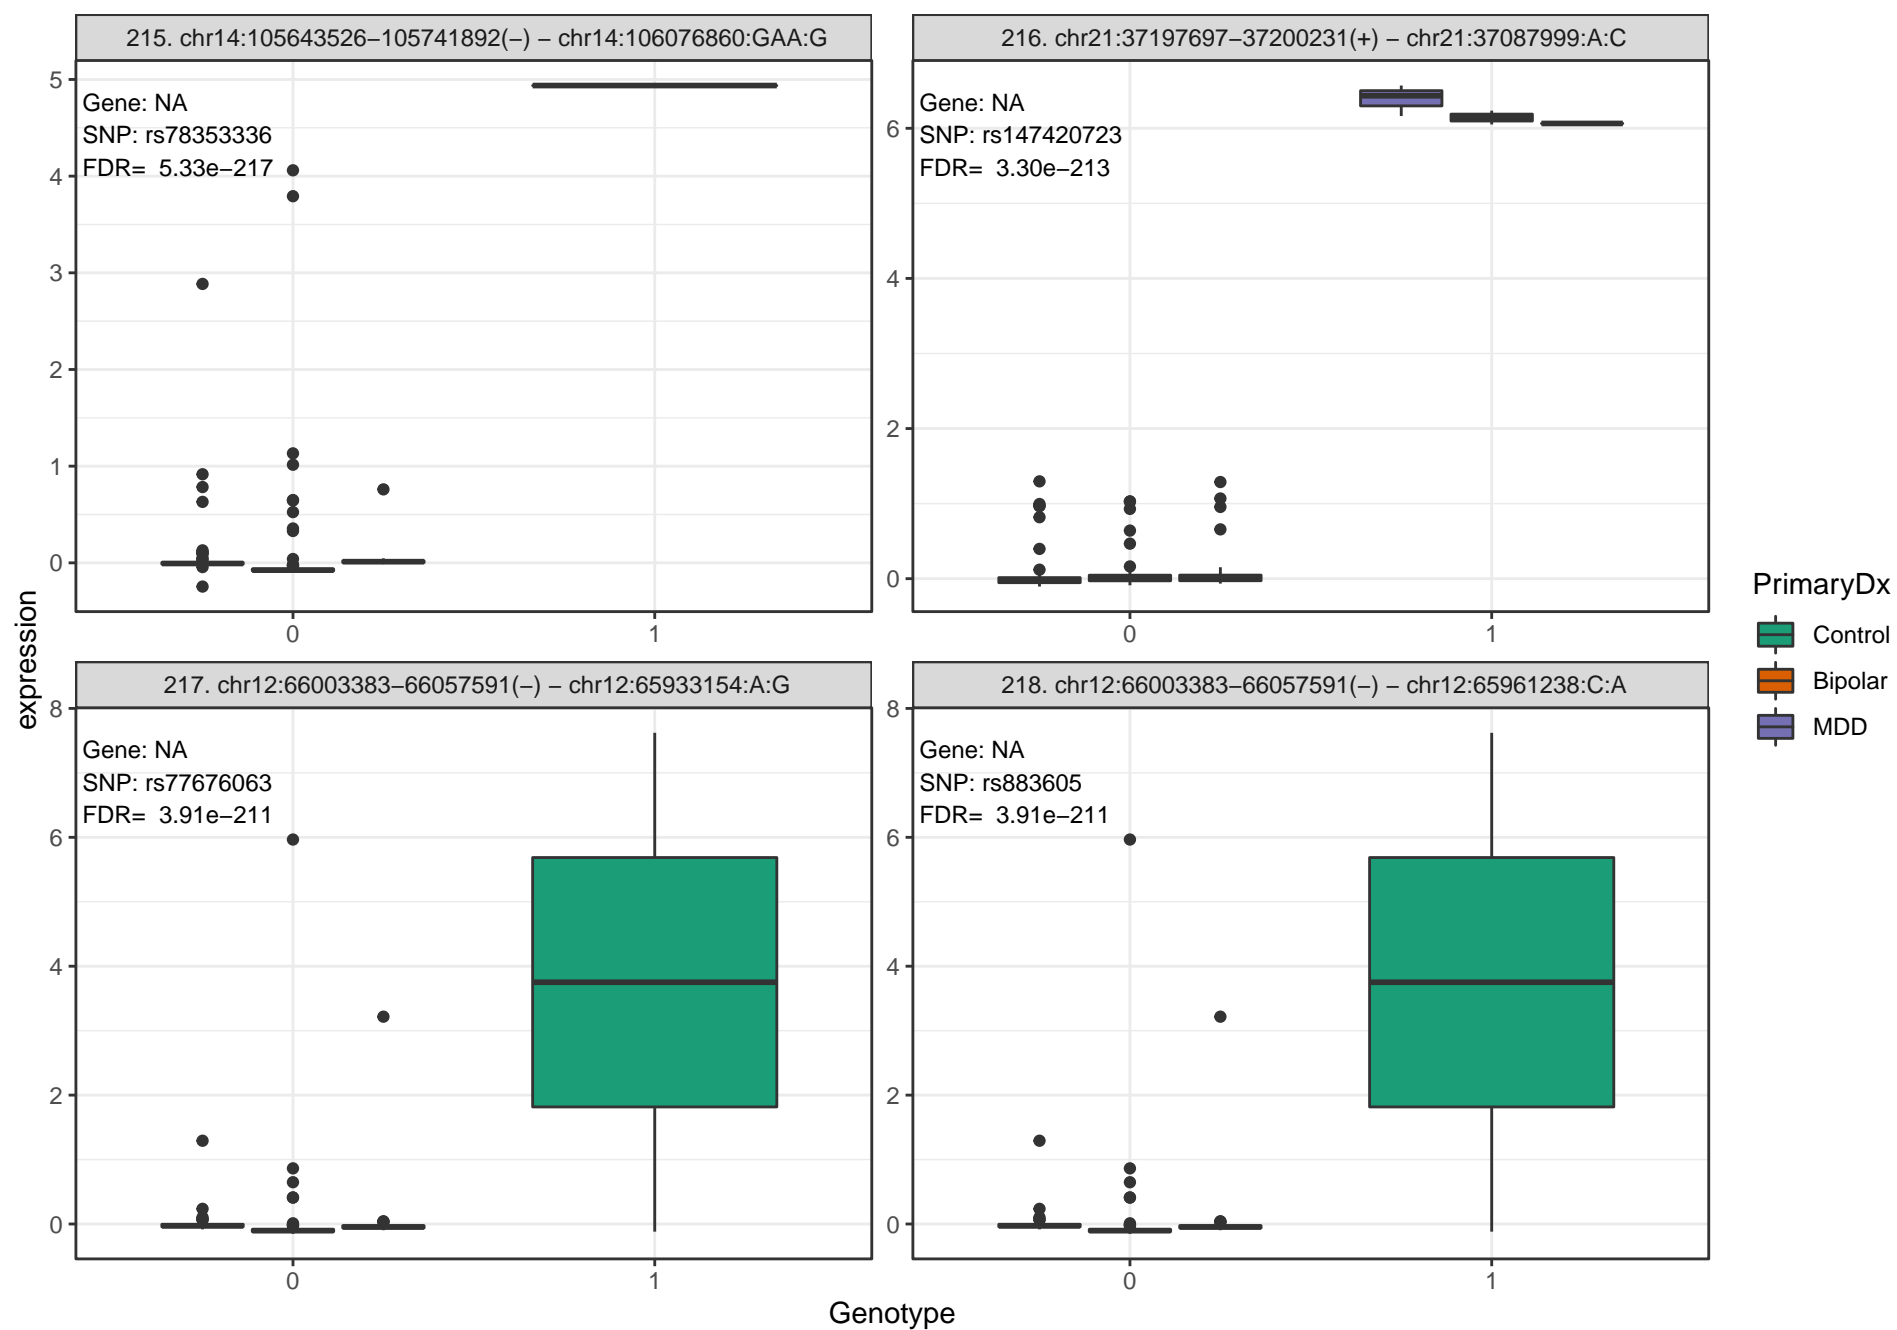 215. chr14:105643526−105741892(−) − chr14:106076860:GAA:G
Gene: NA
SNP: rs78353336
FDR= 5.33e−217
5
4
3
2
1
0
0
1
216. chr21:37197697−37200231(+) − chr21:37087999:A:C
Gene: NA
SNP: rs147420723
FDR= 3.30e−213
6
4
2
0
0
1
217. chr12:66003383−66057591(−) − chr12:65933154:A:G
Gene: NA
SNP: rs77676063
FDR= 3.91e−211
8
6
4
2
0
0
1
218. chr12:66003383−66057591(−) − chr12:65961238:C:A
Gene: NA
SNP: rs883605
FDR= 3.91e−211
8
6
4
2
0
0
1
expression
Genotype
PrimaryDx
Control
Bipolar
MDD